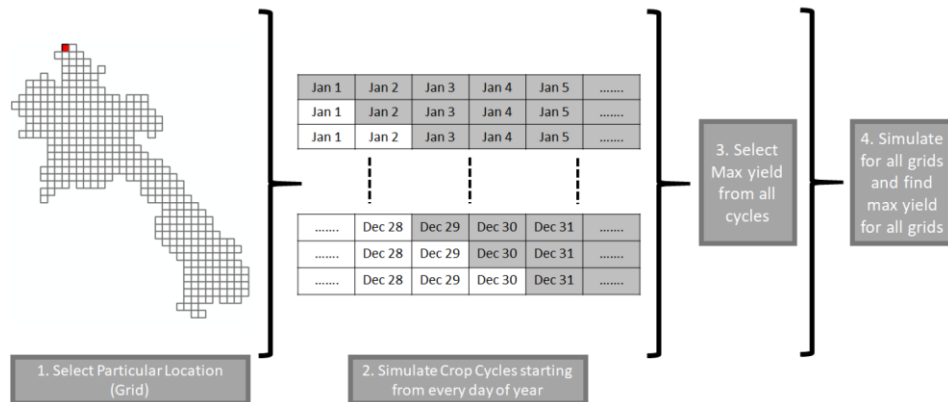 Jan 1 Jan 2 Jan 3 Jan 4 Jan 5 .......
Jan 1 Jan 2 Jan 3 Jan 4 Jan 5 .......
Jan 1 Jan 2 Jan 3 Jan 4 Jan 5 .......
....... Dec 28 Dec 29 Dec 30 Dec 31 .......
....... Dec 28 Dec 29 Dec 30 Dec 31 .......
....... Dec 28 Dec 29 Dec 30 Dec 31 .......
1. Select Particular Location
(Grid)
2. Simulate Crop Cycles starting
from every day of year
3. Select
Max yield
from all
cycles
4. Simulate
for all grids
and find
max yield
for all grids